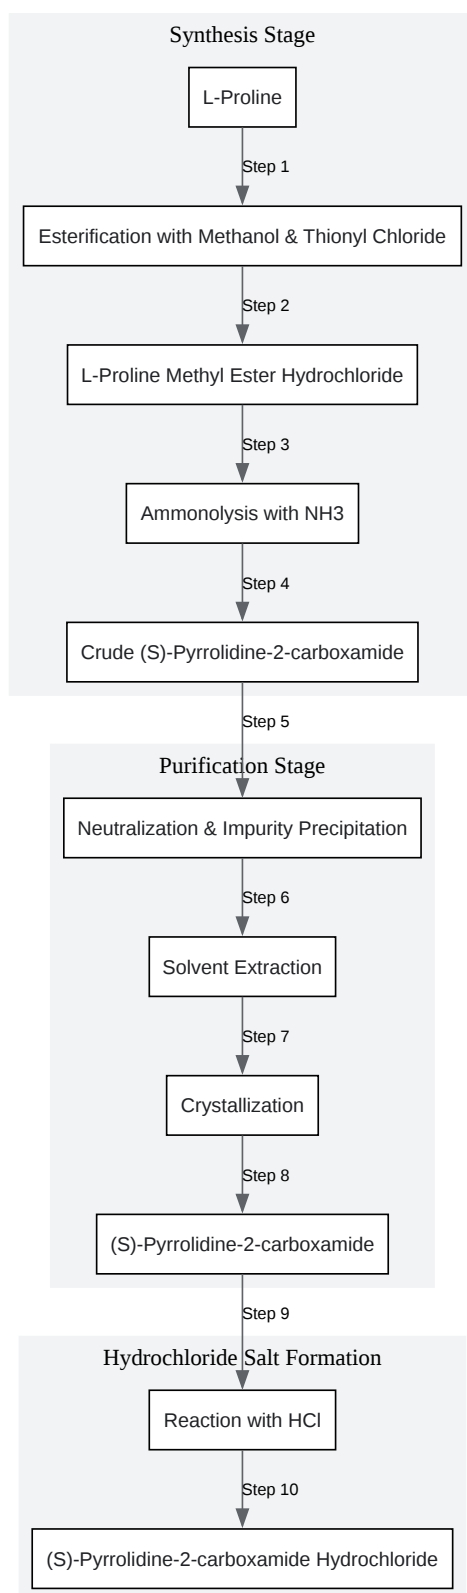 Synthesis Stage
L-Proline
Step 1
Esterification with Methanol & Thionyl Chloride
Step 2
L-Proline Methyl Ester Hydrochloride
Step 3
Ammonolysis with NH3
Step 4
Crude (S)-Pyrrolidine-2-carboxamide
Step 5
Purification Stage
Neutralization & Impurity Precipitation
Step 6
Solvent Extraction
Step 7
Crystallization
Step 8
(S)-Pyrrolidine-2-carboxamide
Step 9
Hydrochloride Salt Formation
Reaction with HCl
Step 10
(S)-Pyrrolidine-2-carboxamide Hydrochloride